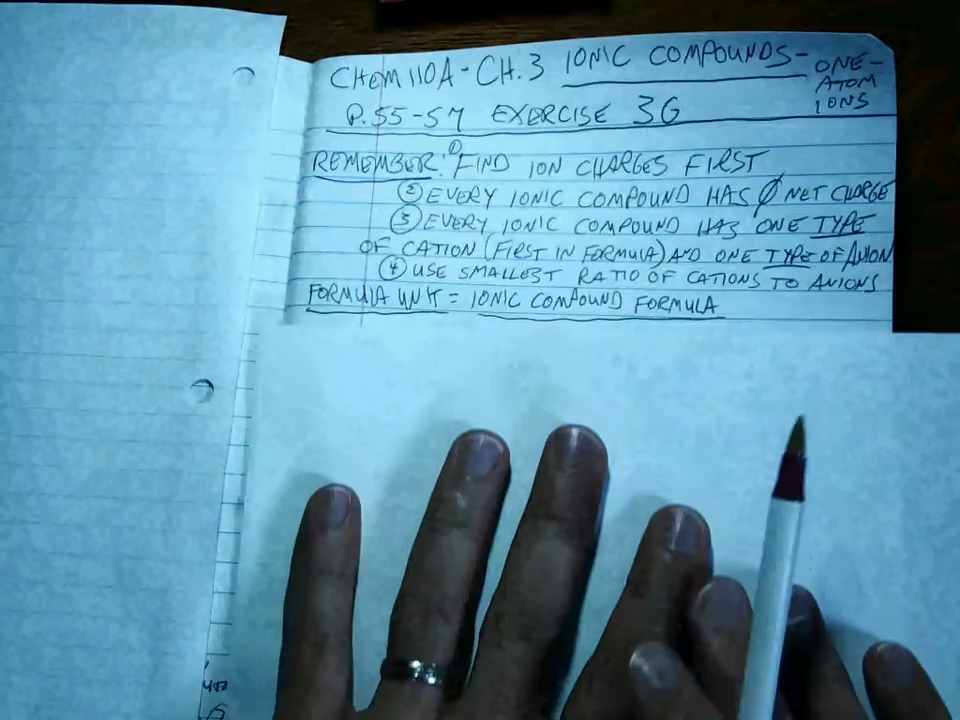 CHEM 110A - CH. 3 IONIC COMPOUNDS - ONE-
ATOM
IONS
P. 55-57 EXERCISE 3G
REMEMBER: ① FIND ION CHARGES FIRST
② EVERY IONIC COMPOUND HAS 0 NET CHARGE
③ EVERY IONIC COMPOUND HAS ONE TYPE
OF CATION (FIRST IN FORMULA) AND ONE TYPE OF ANION
④ USE SMALLEST RATIO OF CATIONS TO ANIONS
FORMULA UNIT = IONIC COMPOUND FORMULA